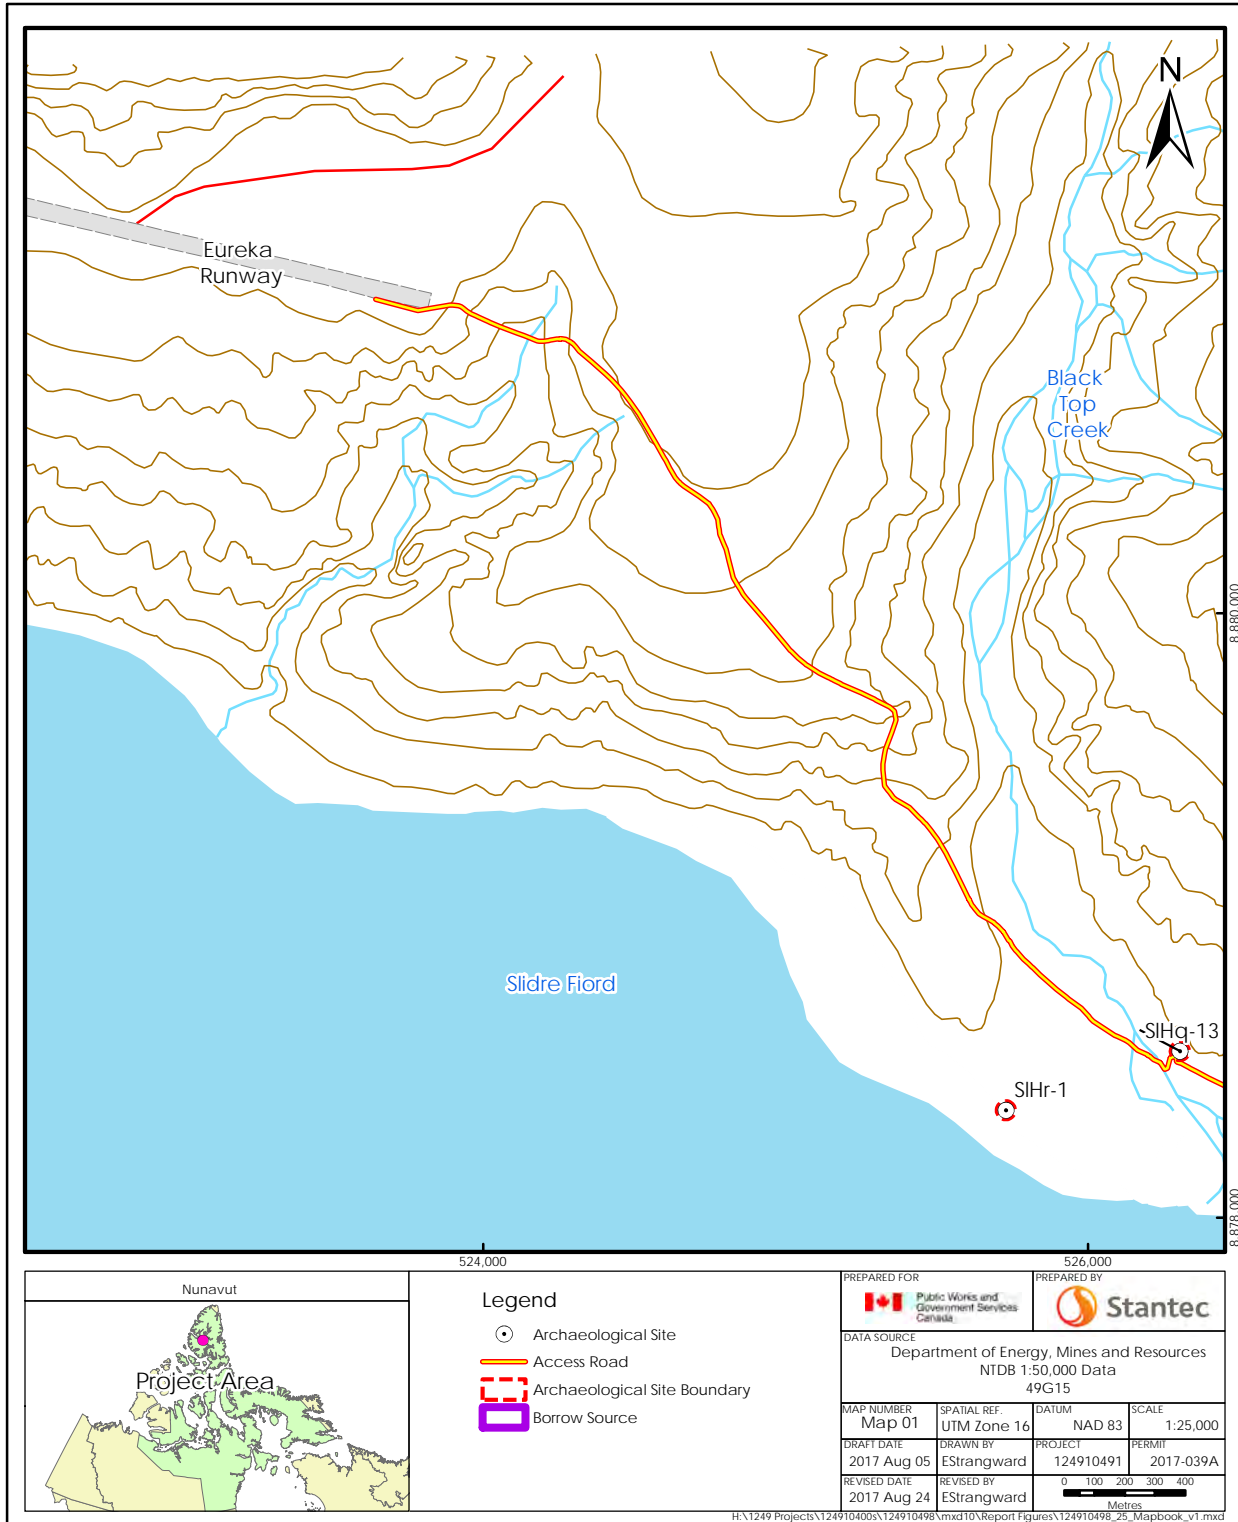 N
Eureka
Runway
Black
Top
Creek
8,880,000
Slidre Fiord
SlHq-13
SlHr-1
8,878,000
524,000
526,000
Nunavut
Project Area
Legend
Archaeological Site
Access Road
Archaeological Site Boundary
Borrow Source
PREPARED FOR
Public Works and
Government Services
Canada
PREPARED BY
Stantec
DATA SOURCE
Department of Energy, Mines and Resources
NTDB 1:50,000 Data
49G15
MAP NUMBER
Map 01
SPATIAL REF.
UTM Zone 16
DATUM
NAD 83
SCALE
1:25,000
DRAFT DATE
2017 Aug 05
DRAWN BY
EStrangward
PROJECT
124910491
PERMIT
2017-039A
REVISED DATE
2017 Aug 24
REVISED BY
EStrangward
0 100 200 300 400
Metres
H:\1249 Projects\124910400s\124910498\mxd10\Report Figures\124910498_25_Mapbook_v1.mxd